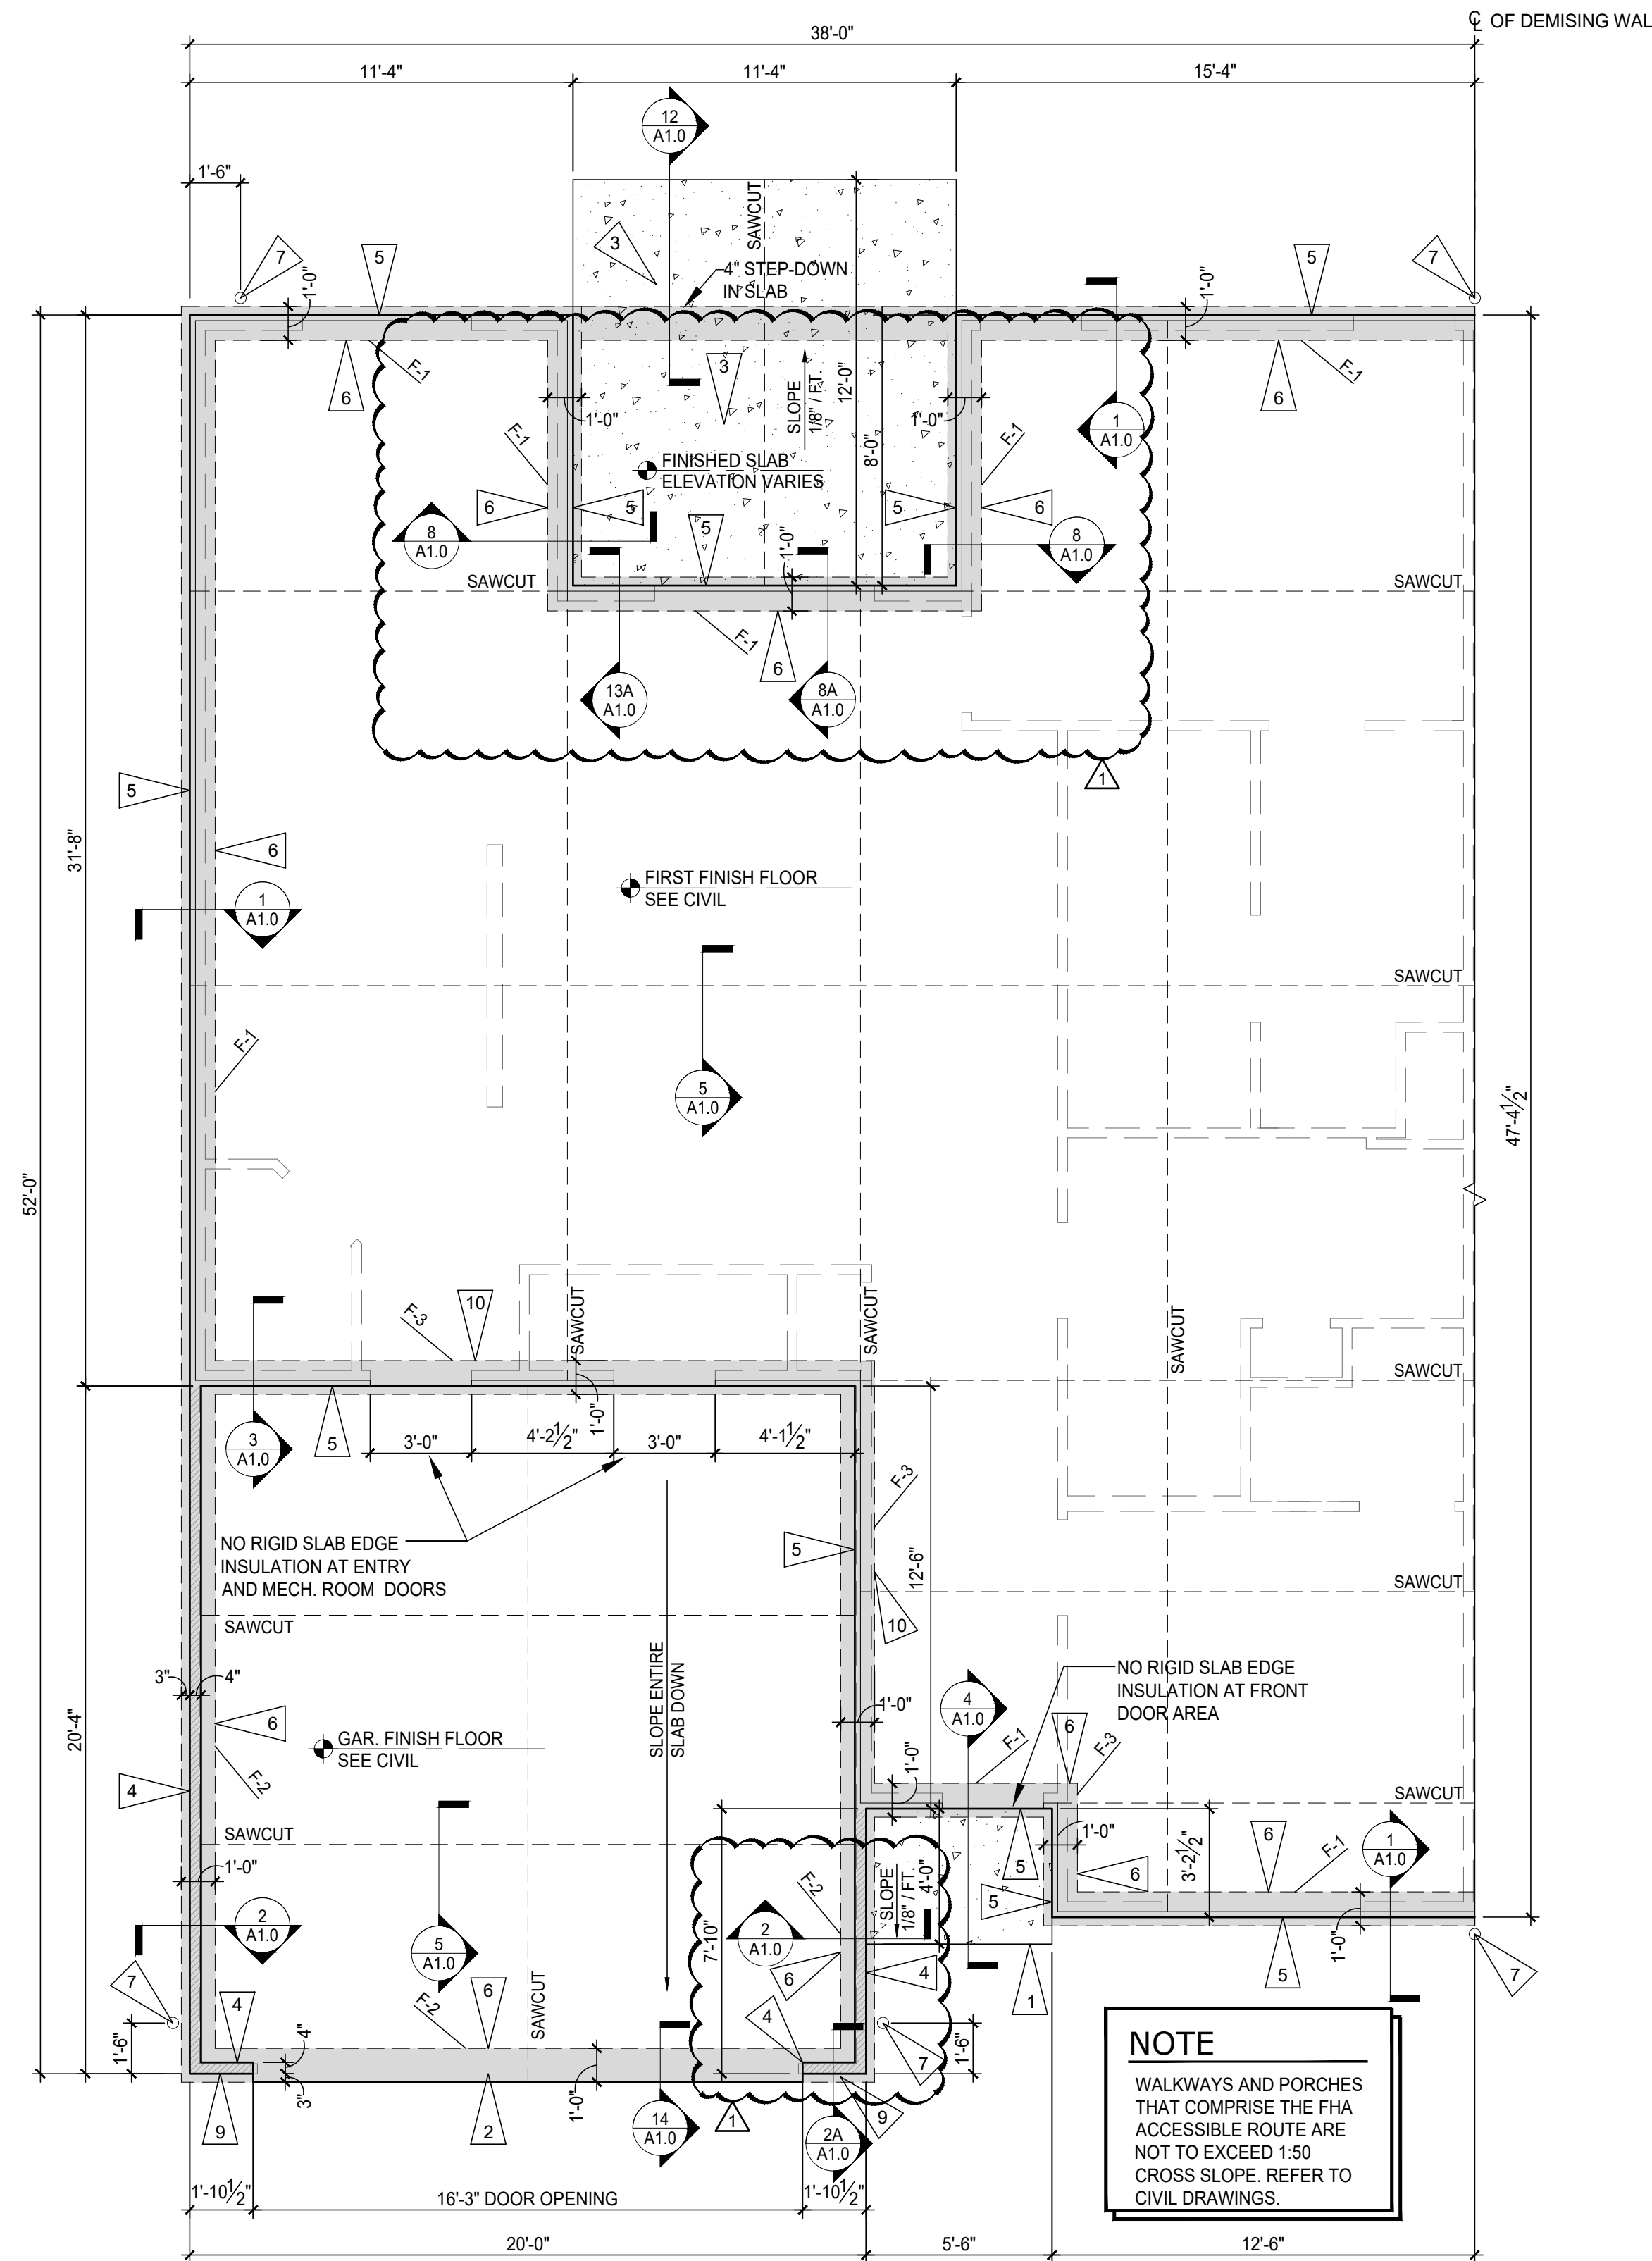 ℄ OF DEMISING WAL
38'-0"
11'-4"
11'-4"
15'-4"
12
A1.0
1'-6"
SAWCUT
7
5
3
5
7
4" STEP-DOWN
IN SLAB
1'-0"
1'-0"
F-1
6
3
SLOPE
1/8" / FT.
12'-0"
8'-0"
6
F-1
1'-0"
1'-0"
1
A1.0
F-1
F-1
FINISHED SLAB
ELEVATION VARIES
6
5
5
6
5
8
A1.0
8
A1.0
1'-0"
SAWCUT
SAWCUT
F-1
6
13A
A1.0
8A
A1.0
1
5
31'-8"
6
FIRST FINISH FLOOR
SEE CIVIL
1
A1.0
SAWCUT
F-1
5
A1.0
47'-4½"
52'-0"
10
F-3
SAWCUT
SAWCUT
SAWCUT
SAWCUT
3
A1.0
5
3'-0"
4'-2½"
1'-0"
3'-0"
4'-1½"
F-3
NO RIGID SLAB EDGE
INSULATION AT ENTRY
AND MECH. ROOM DOORS
5
12'-6"
SAWCUT
10
SAWCUT
3"
4"
SLOPE ENTIRE
SLAB DOWN
NO RIGID SLAB EDGE
INSULATION AT FRONT
DOOR AREA
20'-4"
6
GAR. FINISH FLOOR
SEE CIVIL
1'-0"
4
A1.0
6
F-1
F-3
4
F-2
1'-0"
SAWCUT
SAWCUT
1'-0"
1'-0"
6
F-1
1
A1.0
3'-2½"
5
6
5
F-2
SLOPE
1/8" / FT.
4'-0"
2
A1.0
5
A1.0
7'-10"
2
A1.0
7
6
SAWCUT
6
4
1'-0"
5
7
1
4
F-2
4
1'-6"
4"
3"
1'-0"
7
1'-6"
9
2
14
A1.0
1
2A
A1.0
9
NOTE
WALKWAYS AND PORCHES
THAT COMPRISE THE FHA
ACCESSIBLE ROUTE ARE
NOT TO EXCEED 1:50
CROSS SLOPE. REFER TO
CIVIL DRAWINGS.
1'-10½"
16'-3" DOOR OPENING
1'-10½"
20'-0"
5'-6"
12'-6"